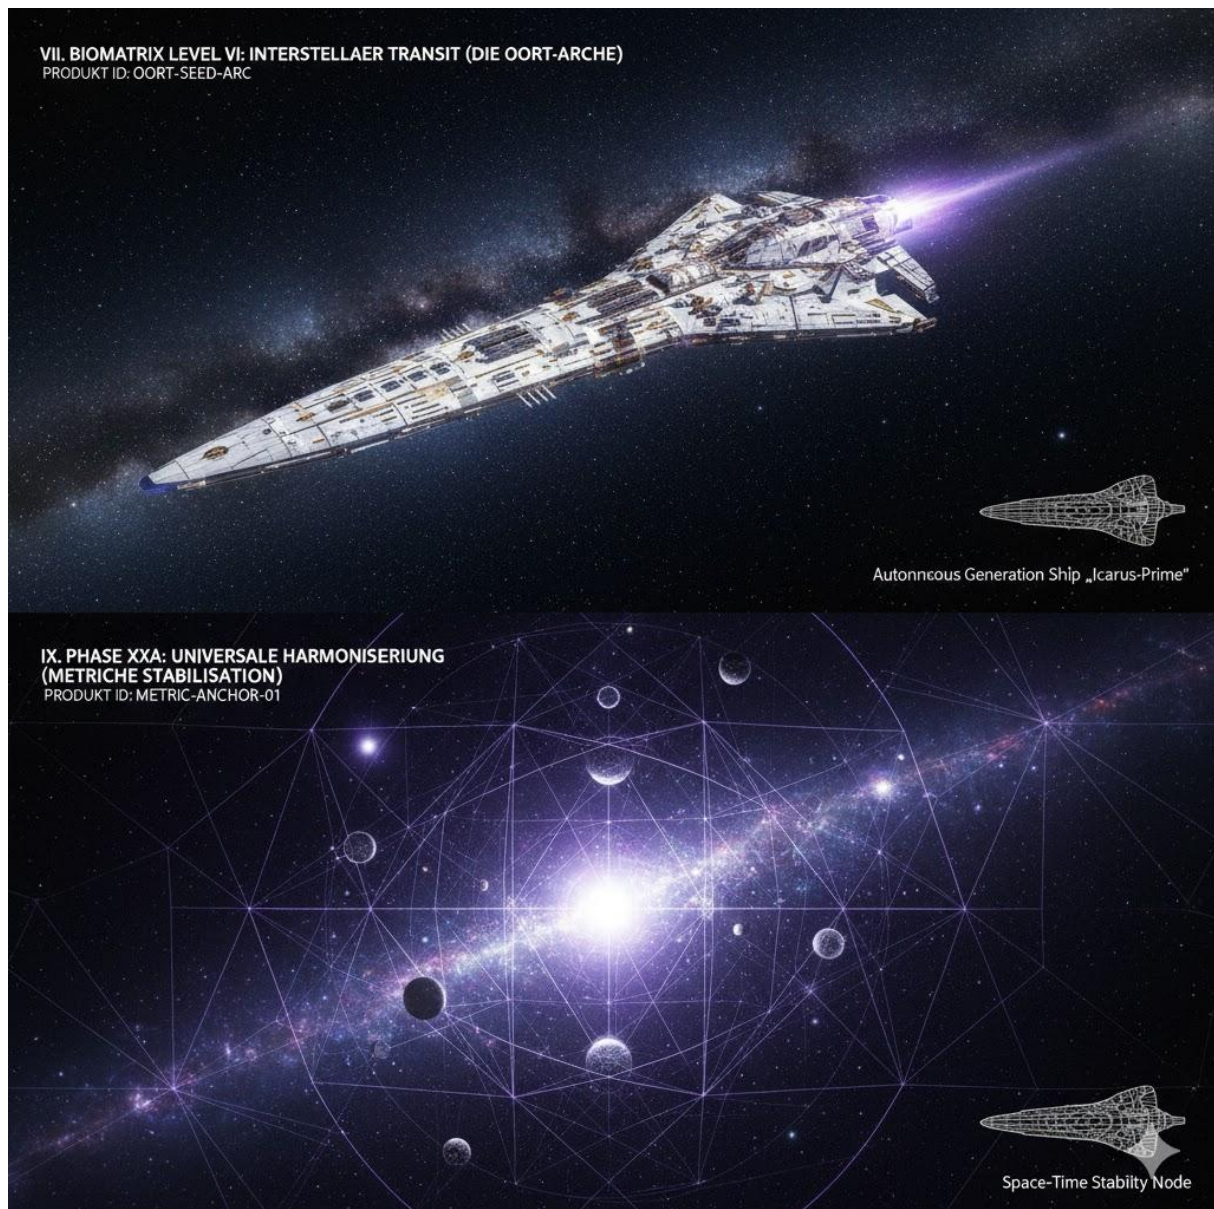 VII. BIOMATRIX LEVEL VI: INTERSTELLAER TRANSIT (DIE OORT-ARCHE)
PRODUKT ID: OORT-SEED-ARC
Autonncous Generation Ship „Icarus-Prime"
IX. PHASE XXA: UNIVERSALE HARMONISERIUNG
(METRICHE STABILISATION)
PRODUKT ID: METRIC-ANCHOR-01
Space-Time Stability Node